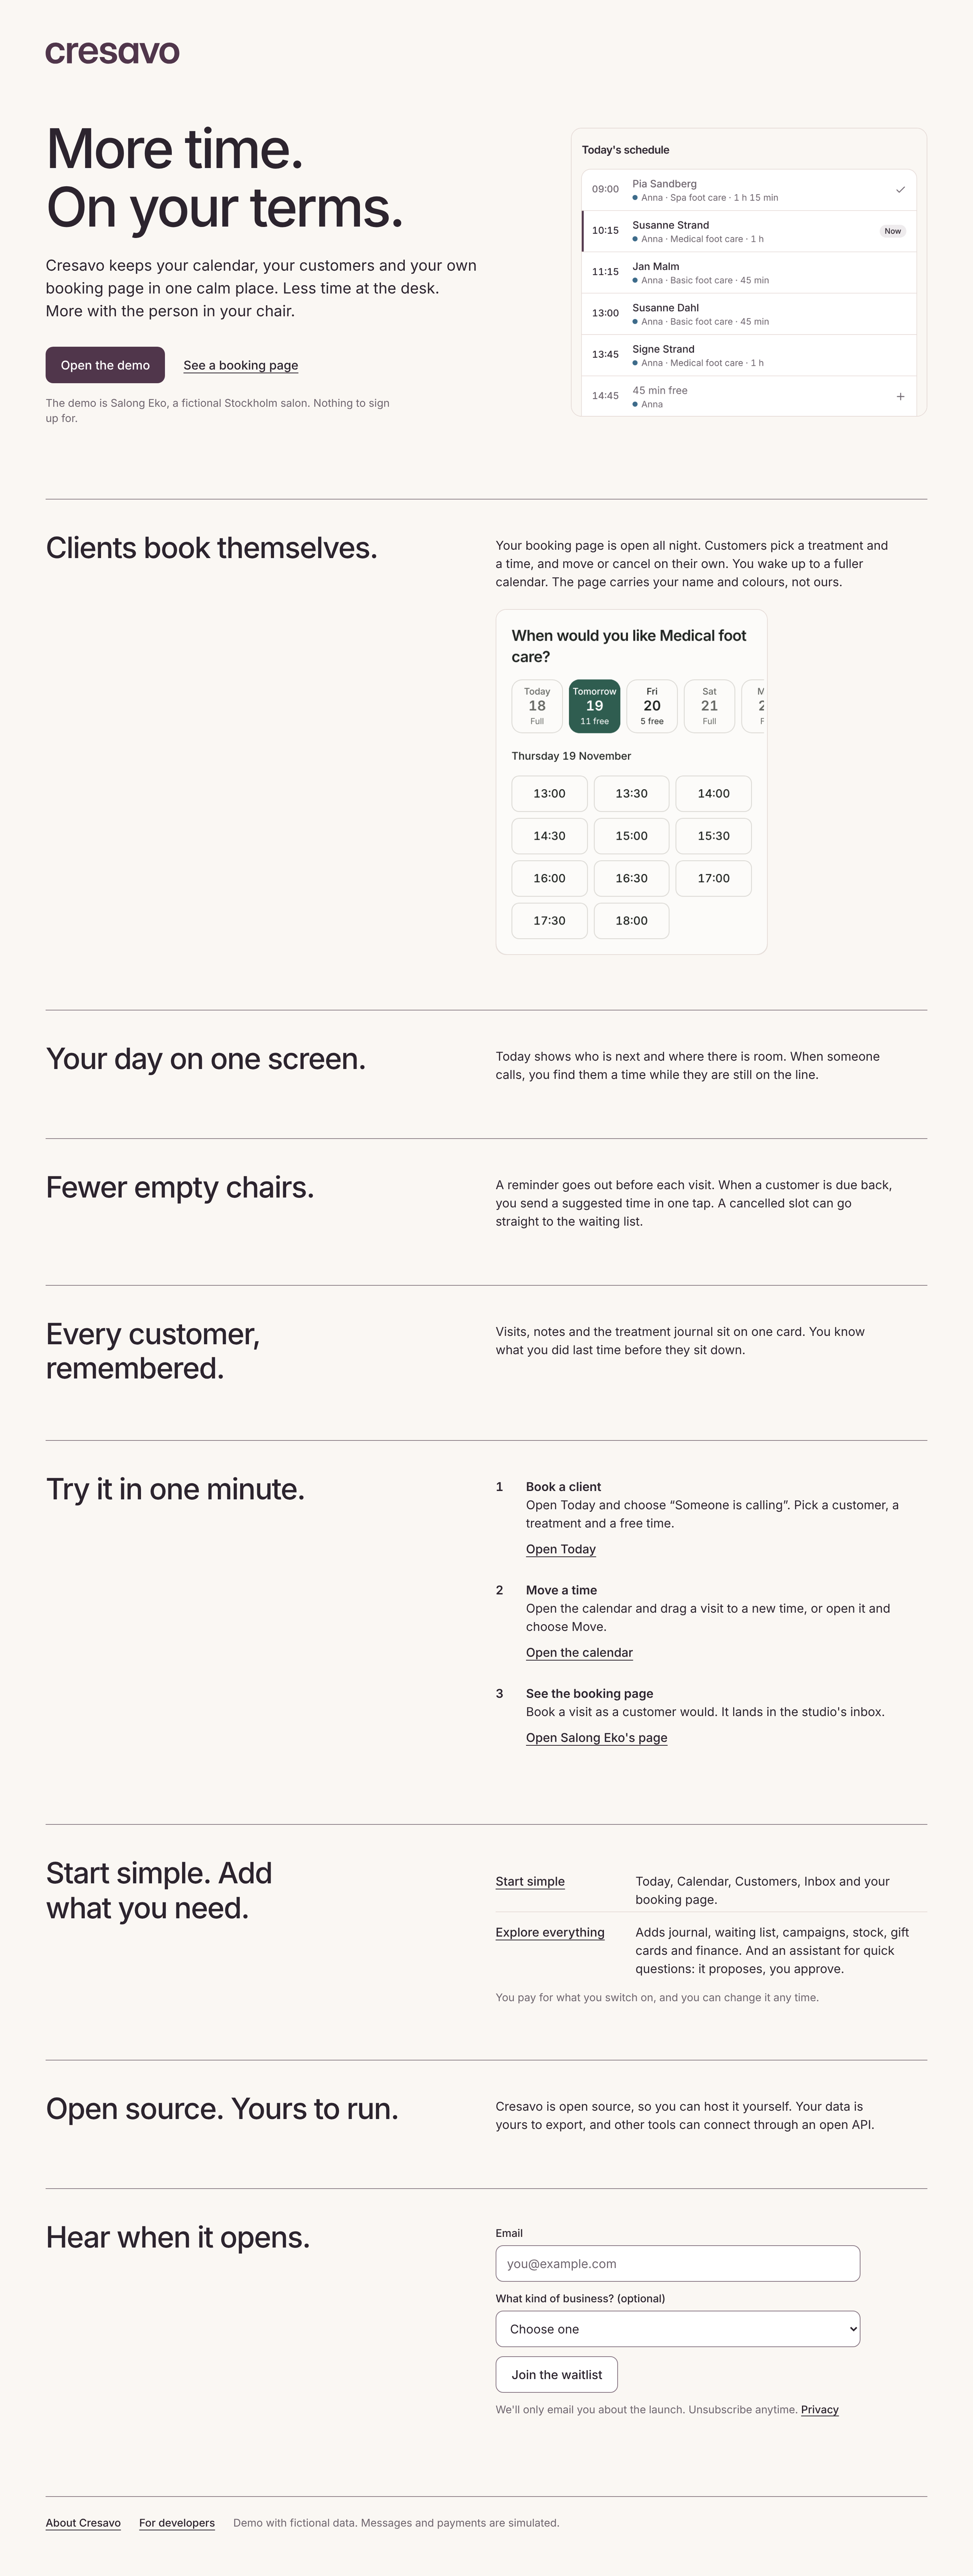 cresavo
More time.
On your terms.
Cresavo keeps your calendar, your customers and your own
booking page in one calm place. Less time at the desk.
More with the person in your chair.
Open the demo
See a booking page
The demo is Salong Eko, a fictional Stockholm salon. Nothing to sign
up for.
Today's schedule
09:00
Pia Sandberg
Anna · Spa foot care · 1 h 15 min
10:15
Susanne Strand
Anna · Medical foot care · 1 h
Now
11:15
Jan Malm
Anna · Basic foot care · 45 min
13:00
Susanne Dahl
Anna · Basic foot care · 45 min
13:45
Signe Strand
Anna · Medical foot care · 1 h
14:45
45 min free
Anna
Clients book themselves.
Your booking page is open all night. Customers pick a treatment and
a time, and move or cancel on their own. You wake up to a fuller
calendar. The page carries your name and colours, not ours.
When would you like Medical foot
care?
Today
18
Full
Tomorrow
19
11 free
Fri
20
5 free
Sat
21
Full
M
2
F
Thursday 19 November
13:00 13:30 14:00
14:30 15:00 15:30
16:00 16:30 17:00
17:30 18:00
Your day on one screen.
Today shows who is next and where there is room. When someone
calls, you find them a time while they are still on the line.
Fewer empty chairs.
A reminder goes out before each visit. When a customer is due back,
you send a suggested time in one tap. A cancelled slot can go
straight to the waiting list.
Every customer,
remembered.
Visits, notes and the treatment journal sit on one card. You know
what you did last time before they sit down.
Try it in one minute.
1 Book a client
Open Today and choose “Someone is calling”. Pick a customer, a
treatment and a free time.
Open Today
2 Move a time
Open the calendar and drag a visit to a new time, or open it and
choose Move.
Open the calendar
3 See the booking page
Book a visit as a customer would. It lands in the studio's inbox.
Open Salong Eko's page
Start simple. Add
what you need.
Start simple
Today, Calendar, Customers, Inbox and your
booking page.
Explore everything
Adds journal, waiting list, campaigns, stock, gift
cards and finance. And an assistant for quick
questions: it proposes, you approve.
You pay for what you switch on, and you can change it any time.
Open source. Yours to run.
Cresavo is open source, so you can host it yourself. Your data is
yours to export, and other tools can connect through an open API.
Hear when it opens.
Email
you@example.com
What kind of business? (optional)
Choose one
Join the waitlist
We'll only email you about the launch. Unsubscribe anytime. Privacy
About Cresavo For developers Demo with fictional data. Messages and payments are simulated.